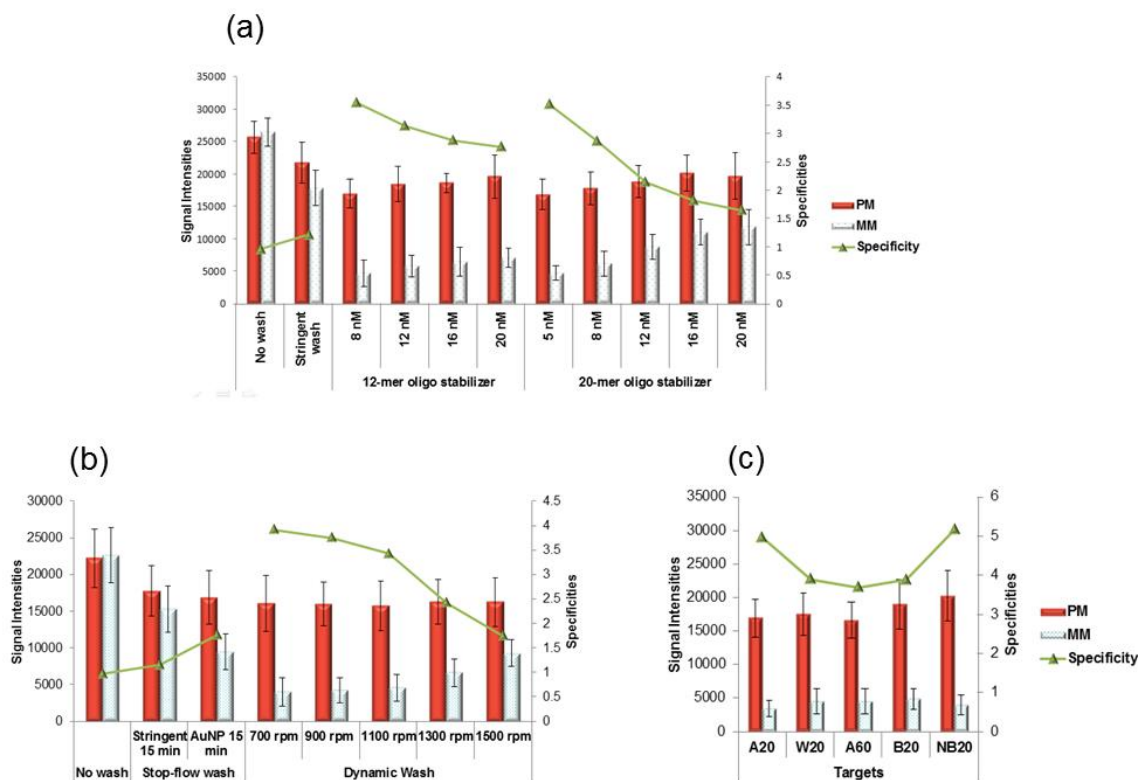 (a)
35000
30000
25000
20000
15000
10000
5000
0
Signal Intensities
4
3.5
3
2.5
2
1.5
1
0.5
0
Specificities
PM
MM
Specificity
No wash
Stringent
wash
8 nM
12 nM
16 nM
20 nM
5 nM
8 nM
12 nM
16 nM
20 nM
12-mer oligo stabilizer
20-mer oligo stabilizer
(b)
30000
25000
20000
15000
10000
5000
0
Signal Intensities
4.5
4
3.5
3
2.5
2
1.5
1
0.5
0
Specificities
Stringent
15 min
AuNP 15
min
700 rpm
900 rpm
1100 rpm
1300 rpm
1500 rpm
No wash
Stop-flow wash
Dynamic Wash
(c)
35000
30000
25000
20000
15000
10000
5000
0
Signal Intensities
6
5
4
3
2
1
0
Specificities
PM
MM
Specificity
A20
W20
A60
B20
NB20
Targets